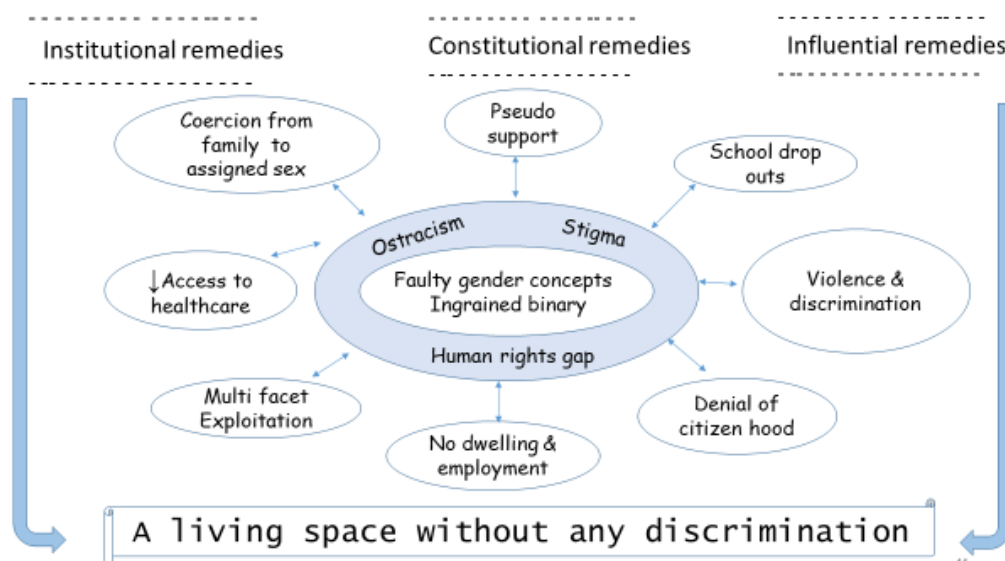 Institutional remedies
Constitutional remedies
Influential remedies
Coercion from
family to
assigned sex
Pseudo
support
School drop
outs
Ostracism
Stigma
↓Access to
healthcare
Faulty gender concepts
Ingrained binary
Violence &
discrimination
Human rights gap
Multi facet
Exploitation
No dwelling &
employment
Denial of
citizen hood
A living space without any discrimination